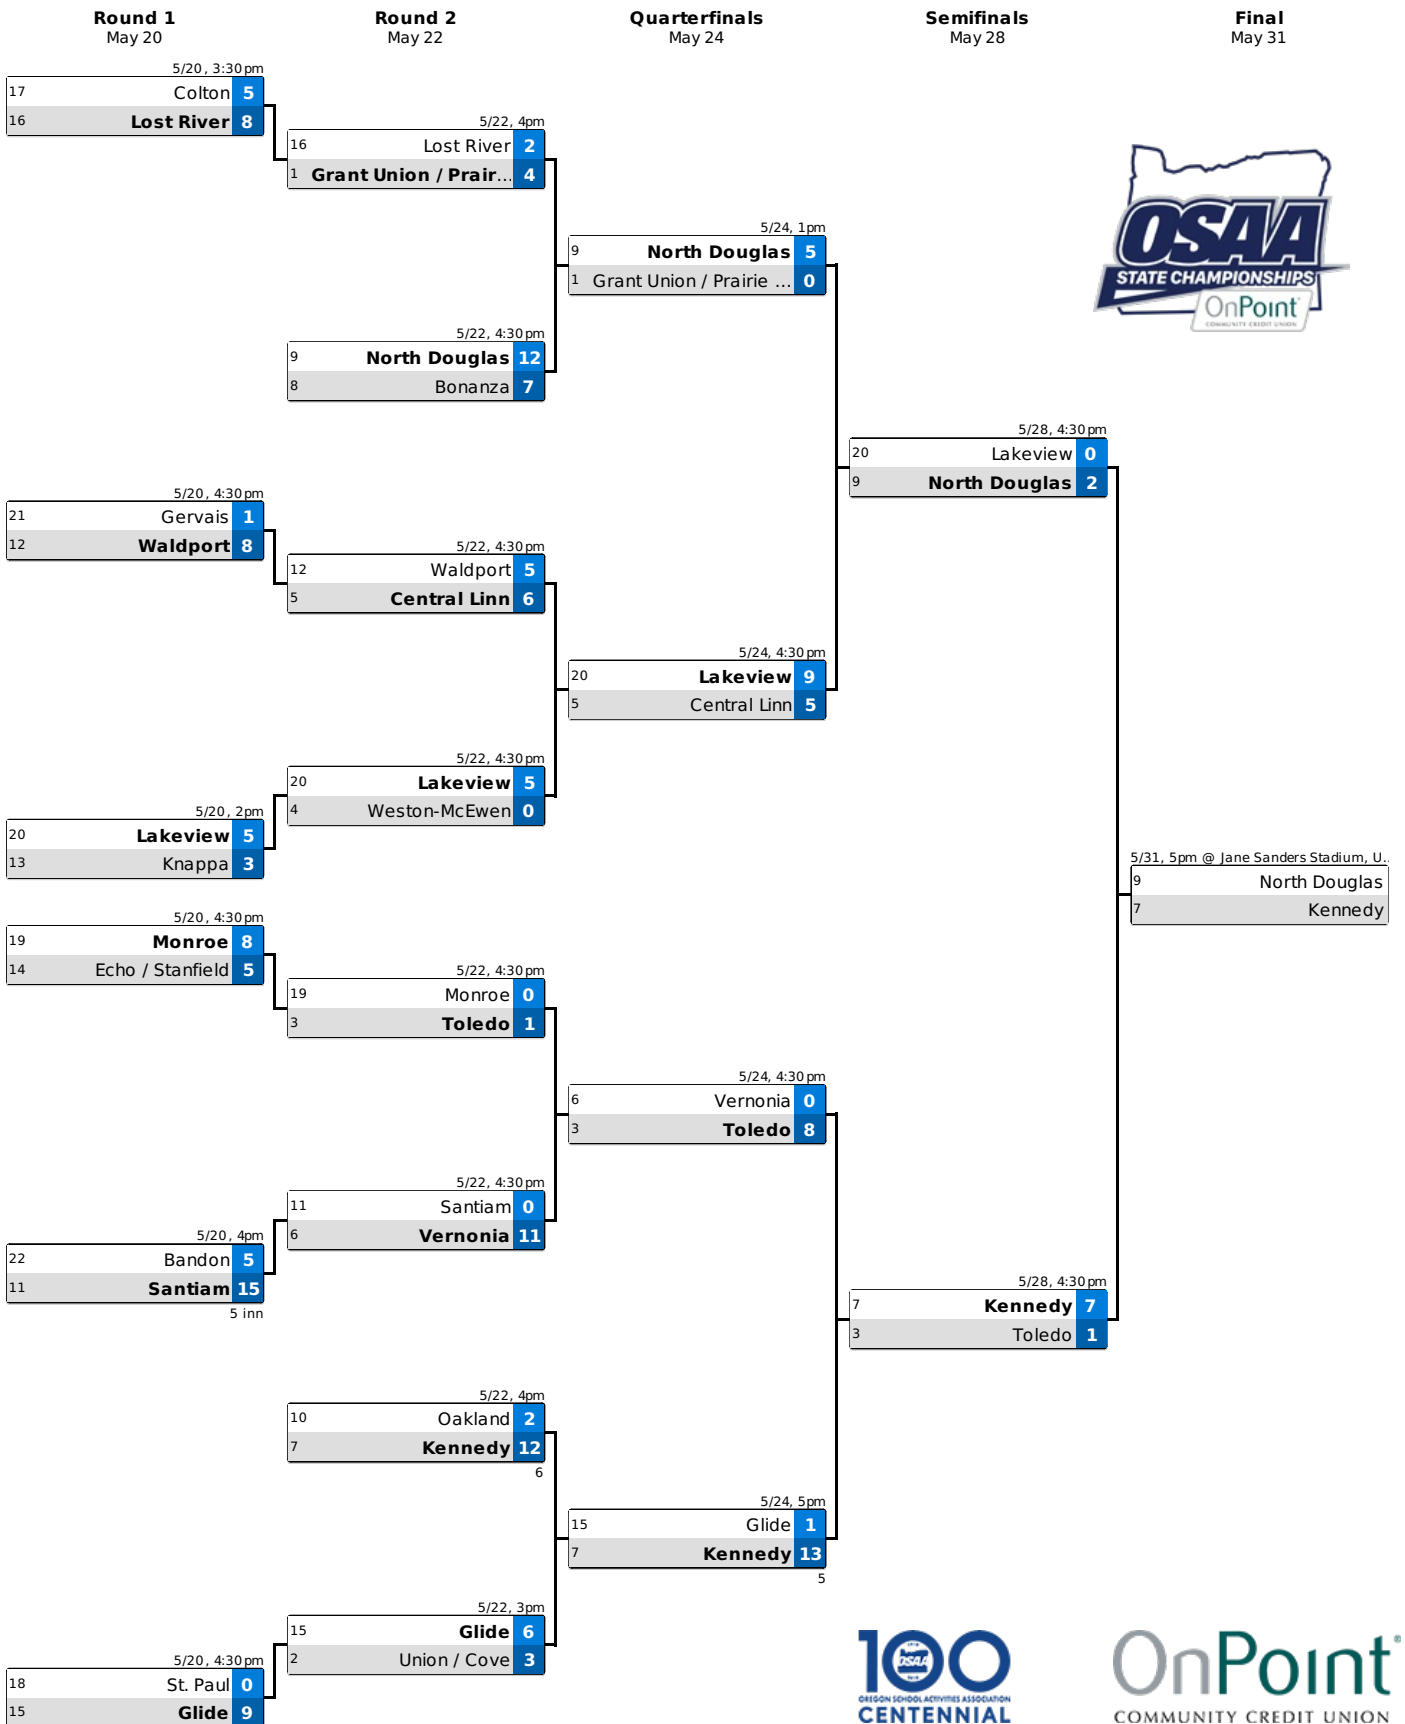 Round 1
May 20
Round 2
May 22
Quarterfinals
May 24
Semifinals
May 28
Final
May 31
5/20, 3:30pm
17 Colton 5
16 Lost River 8
5/22, 4pm
16 Lost River 2
1 Grant Union / Prair... 4
5/24, 1pm
9 North Douglas 5
1 Grant Union / Prairie ... 0
5/22, 4:30pm
9 North Douglas 12
8 Bonanza 7
OSAA
STATE CHAMPIONSHIPS
OnPoint
COMMUNITY CREDIT UNION
5/28, 4:30pm
20 Lakeview 0
9 North Douglas 2
5/20, 4:30pm
21 Gervais 1
12 Waldport 8
5/22, 4:30pm
12 Waldport 5
5 Central Linn 6
5/24, 4:30pm
20 Lakeview 9
5 Central Linn 5
5/22, 4:30pm
20 Lakeview 5
4 Weston-McEwen 0
5/20, 2pm
20 Lakeview 5
13 Knappa 3
5/31, 5pm @ Jane Sanders Stadium, U..
9 North Douglas
7 Kennedy
5/20, 4:30pm
19 Monroe 8
14 Echo / Stanfield 5
5/22, 4:30pm
19 Monroe 0
3 Toledo 1
5/24, 4:30pm
6 Vernonia 0
3 Toledo 8
5/22, 4:30pm
11 Santiam 0
6 Vernonia 11
5/20, 4pm
22 Bandon 5
11 Santiam 15
5 inn
5/28, 4:30pm
7 Kennedy 7
3 Toledo 1
5/22, 4pm
10 Oakland 2
7 Kennedy 12
6
5/24, 5pm
15 Glide 1
7 Kennedy 13
5
5/22, 3pm
15 Glide 6
2 Union / Cove 3
5/20, 4:30pm
18 St. Paul 0
15 Glide 9
100
OSAA
OREGON SCHOOL ACTIVITIES ASSOCIATION
CENTENNIAL
OnPoint®
COMMUNITY CREDIT UNION